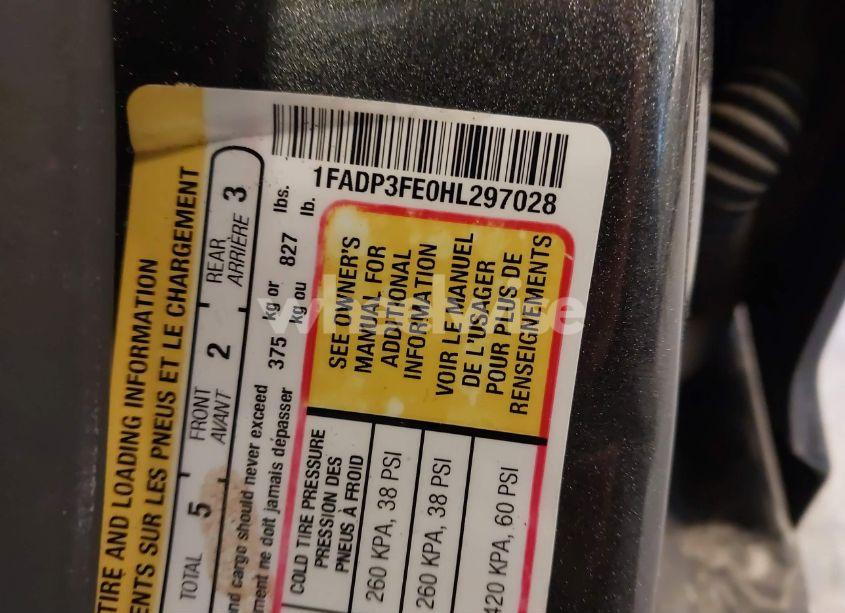 1FADP3FE0HL297028
TIRE AND LOADING INFORMATION
ENTS SUR LES PNEUS ET LE CHARGEMENT
TOTAL 5 FRONT AVANT 2 REAR ARRIÈRE 3
nd cargo should never exceed 375 kg or 827 lbs.
ment ne doit jamais dépasser kg ou lb.
COLD TIRE PRESSURE
PRESSION DES
PNEUS À FROID
260 KPA, 38 PSI
260 KPA, 38 PSI
420 KPA, 60 PSI
SEE OWNER'S
MANUAL FOR
ADDITIONAL
INFORMATION
VOIR LE MANUEL
DE L'USAGER
POUR PLUS DE
RENSEIGNEMENTS